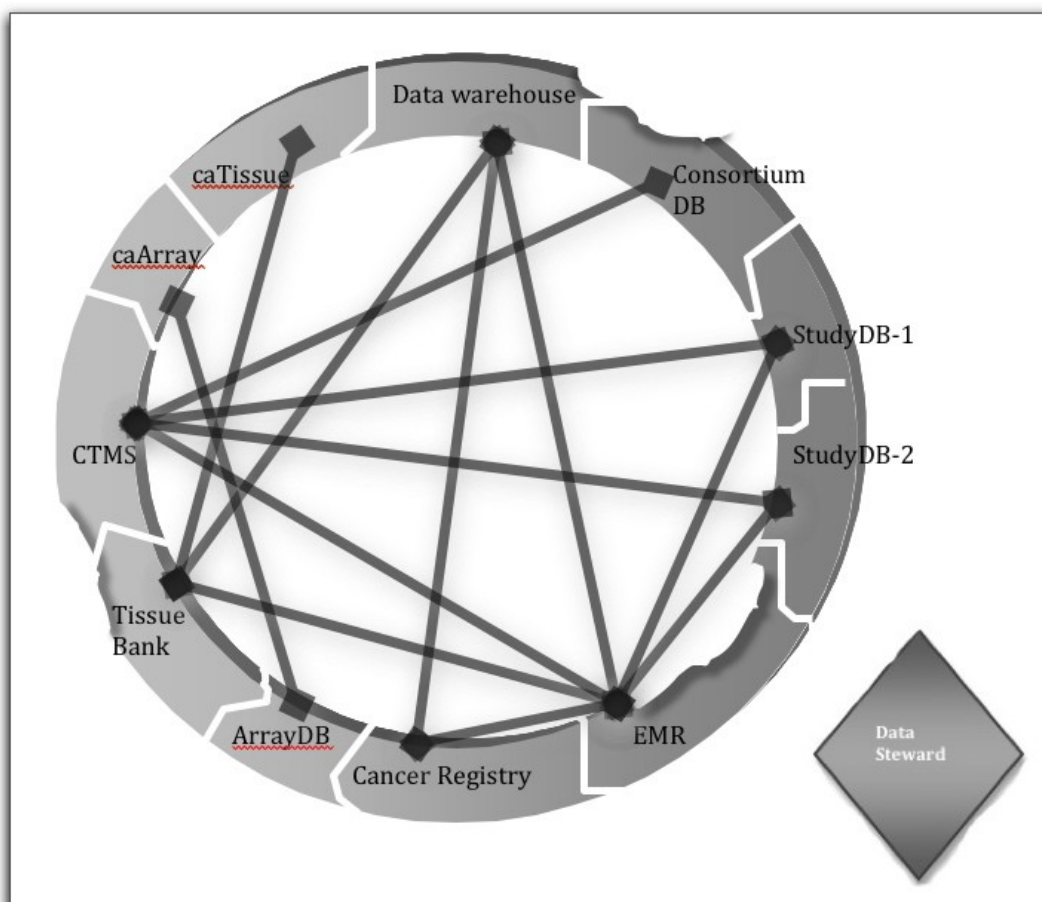 Data warehouse
caTissue
Consortium
DB
caArray
StudyDB-1
CTMS
StudyDB-2
Tissue
Bank
ArrayDB
EMR
Cancer Registry
Data
Steward